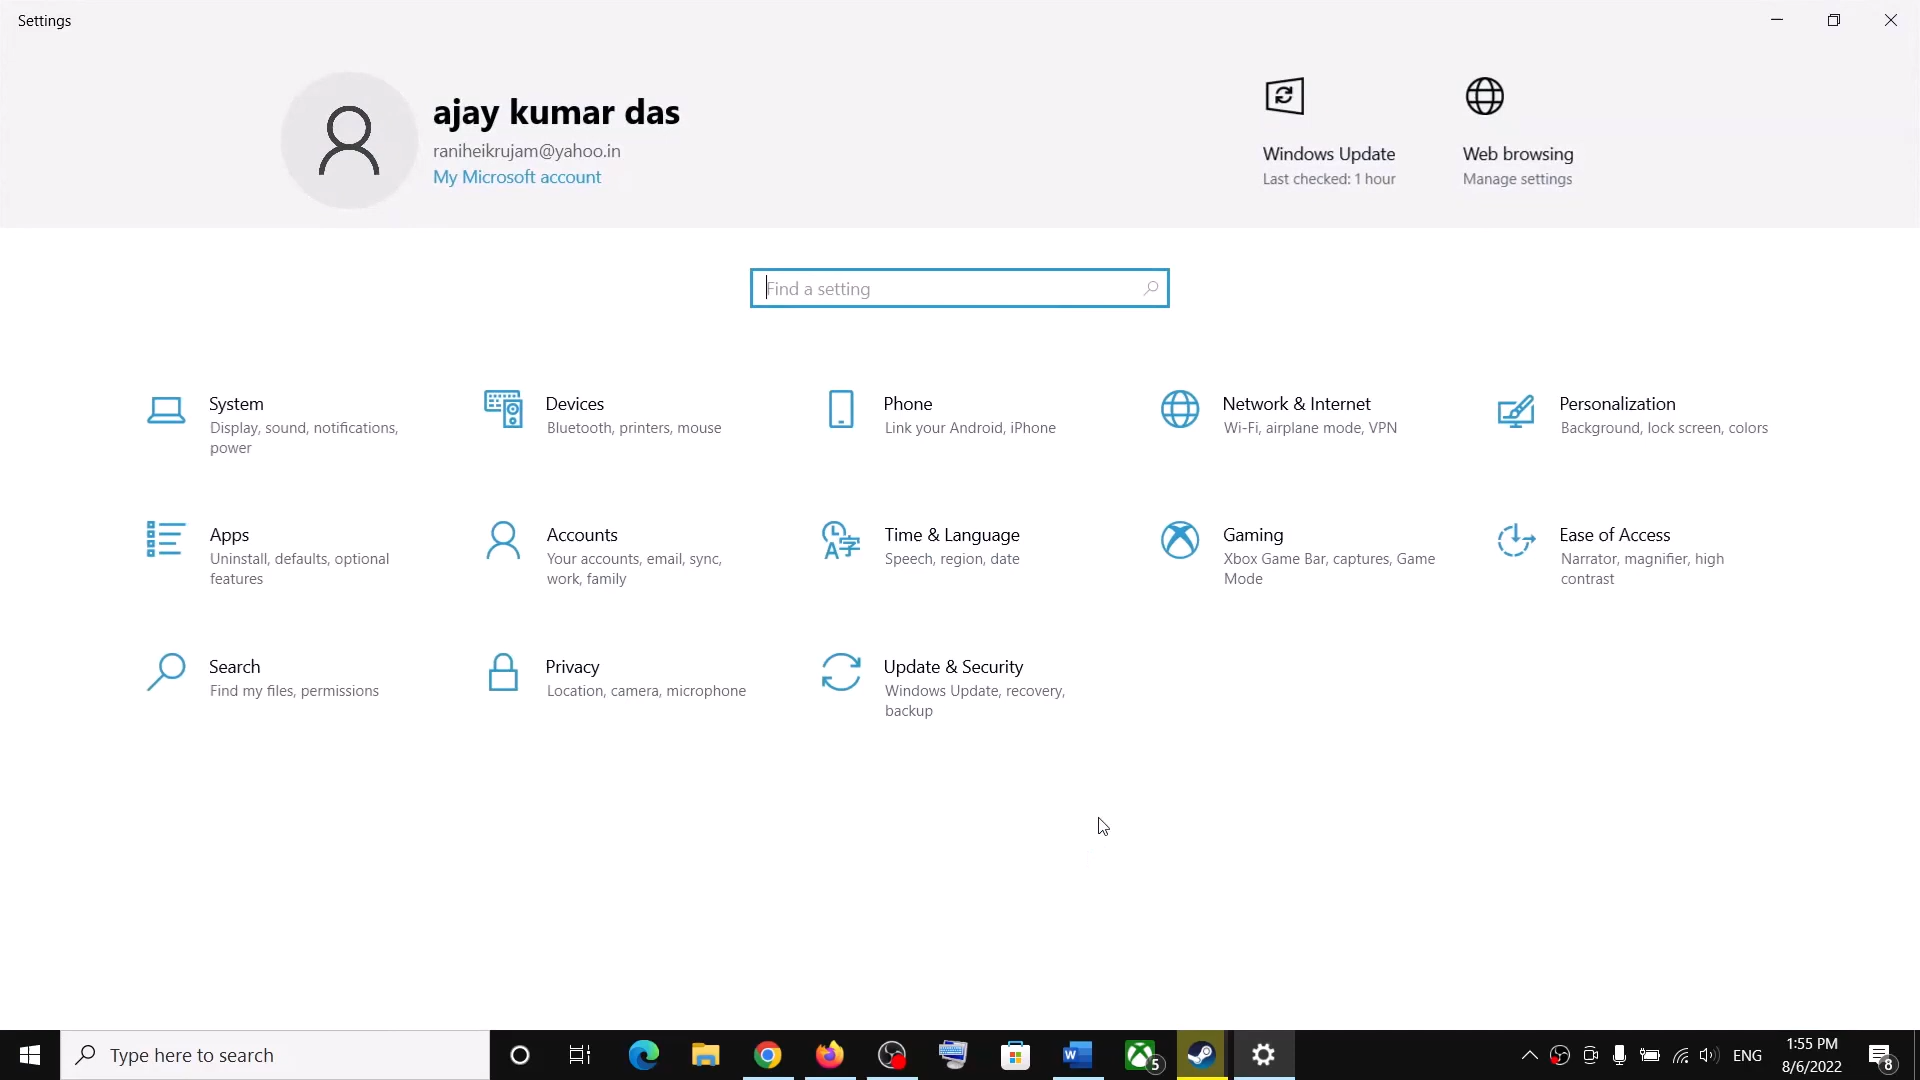 Settings
ajay kumar das
raniheikrujam@yahoo.in
My Microsoft account
Windows Update
Last checked: 1 hour
Web browsing
Manage settings
Find a setting
System
Display, sound, notifications,
power
Devices
Bluetooth, printers, mouse
Phone
Link your Android, iPhone
Network & Internet
Wi-Fi, airplane mode, VPN
Personalization
Background, lock screen, colors
Apps
Uninstall, defaults, optional
features
Accounts
Your accounts, email, sync,
work, family
Time & Language
Speech, region, date
Gaming
Xbox Game Bar, captures, Game
Mode
Ease of Access
Narrator, magnifier, high
contrast
Search
Find my files, permissions
Privacy
Location, camera, microphone
Update & Security
Windows Update, recovery,
backup
Type here to search
5
ENG
1:55 PM
8/6/2022
8